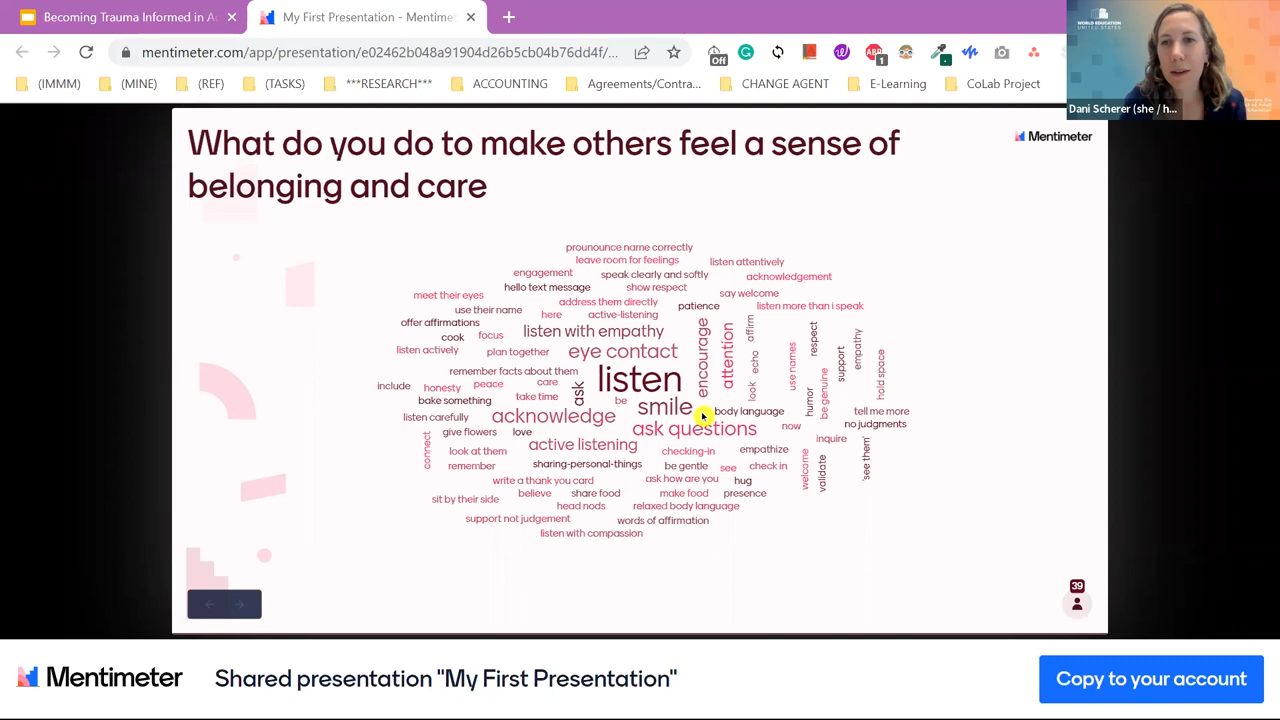 Becoming Trauma Informed in A
My First Presentation - Mentimet
mentimeter.com/app/presentation/e02462b048a91904d26b5cb04b76dd4f/...
Off
ABP
1
(IMMM)
(MINE)
(REF)
(TASKS)
***RESEARCH***
ACCOUNTING
Agreements/Contra...
CHANGE AGENT
E-Learning
CoLab Project
WORLD EDUCATION
UNITED STATES
Dani Scherer (she / h...
What do you do to make others feel a sense of
belonging and care
Mentimeter
prounounce name correctly
leave room for feelings
listen attentively
engagement
speak clearly and softly
acknowledgement
hello text message
show respect
say welcome
meet their eyes
address them directly
patience
listen more than i speak
use their name
here
active-listening
offer affirmations
cook
focus
listen with empathy
encourage
attention
affirm
respect
empathy
listen actively
plan together
eye contact
echo
use names
support
hold space
remember facts about them
include
honesty
peace
care
listen
look
humor
be genuine
bake something
take time
ask
be
smile
body language
tell me more
listen carefully
acknowledge
ask questions
now
no judgments
give flowers
love
active listening
inquire
connect
look at them
checking-in
empathize
welcome
validate
'see them'
remember
sharing-personal-things
be gentle
see
check in
write a thank you card
ask how are you
hug
sit by their side
believe
share food
make food
presence
head nods
relaxed body language
support not judgement
words of affirmation
listen with compassion
39
Mentimeter
Shared presentation "My First Presentation"
Copy to your account